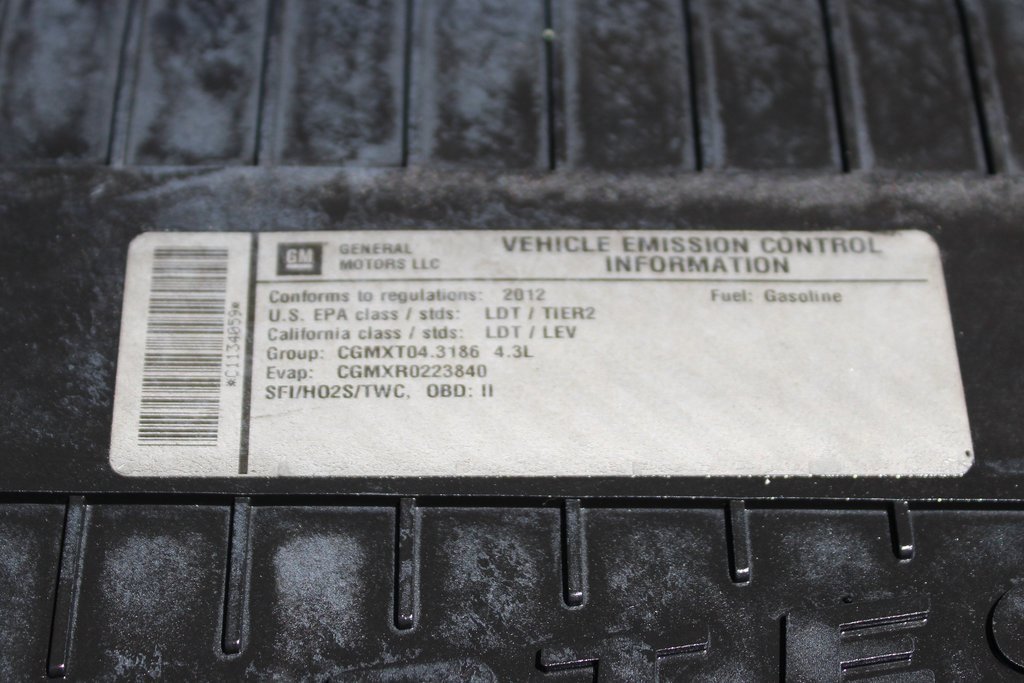 GM GENERAL MOTORS LLC
VEHICLE EMISSION CONTROL
INFORMATION
Conforms to regulations: 2012 Fuel: Gasoline
U.S. EPA class / stds: LDT / TIER2
California class / stds: LDT / LEV
Group: CGMXT04.3186 4.3L
Evap: CGMXR0223840
SFI/HO2S/TWC, OBD: II
*C1134059*